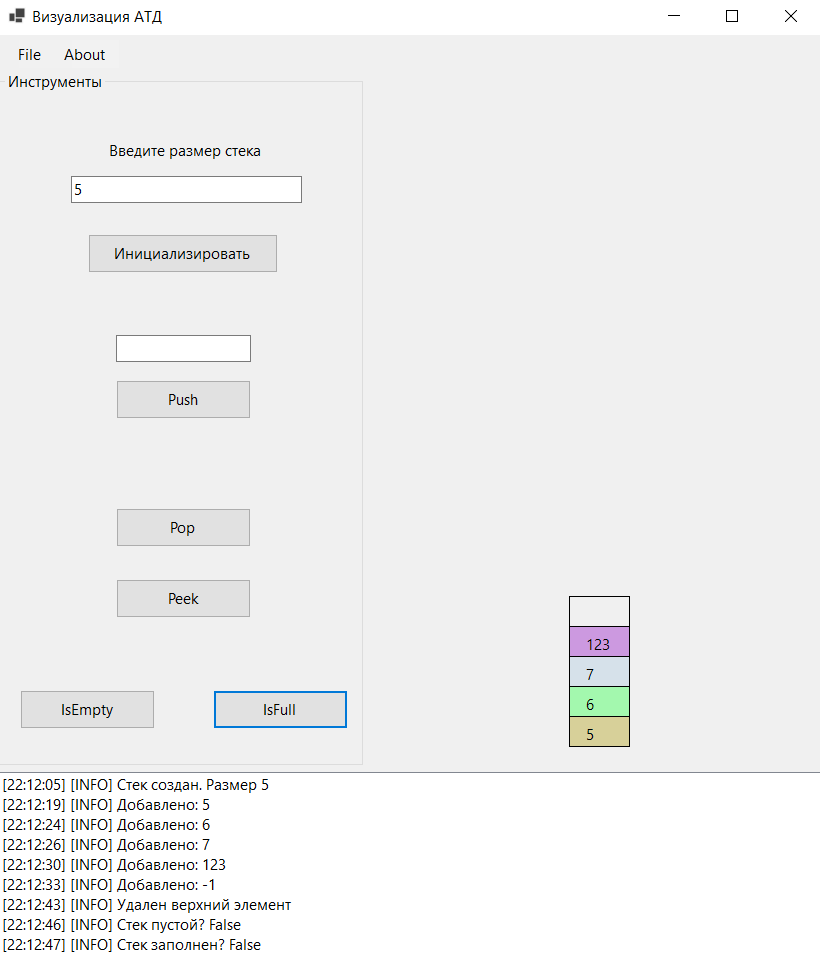 Визуализация АТД
File About
Инструменты
Введите размер стека
5
Инициализировать
Push
Pop
Peek
IsEmpty IsFull
123
7
6
5
[22:12:05] [INFO] Стек создан. Размер 5
[22:12:19] [INFO] Добавлено: 5
[22:12:24] [INFO] Добавлено: 6
[22:12:26] [INFO] Добавлено: 7
[22:12:30] [INFO] Добавлено: 123
[22:12:33] [INFO] Добавлено: -1
[22:12:43] [INFO] Удален верхний элемент
[22:12:46] [INFO] Стек пустой? False
[22:12:47] [INFO] Стек заполнен? False